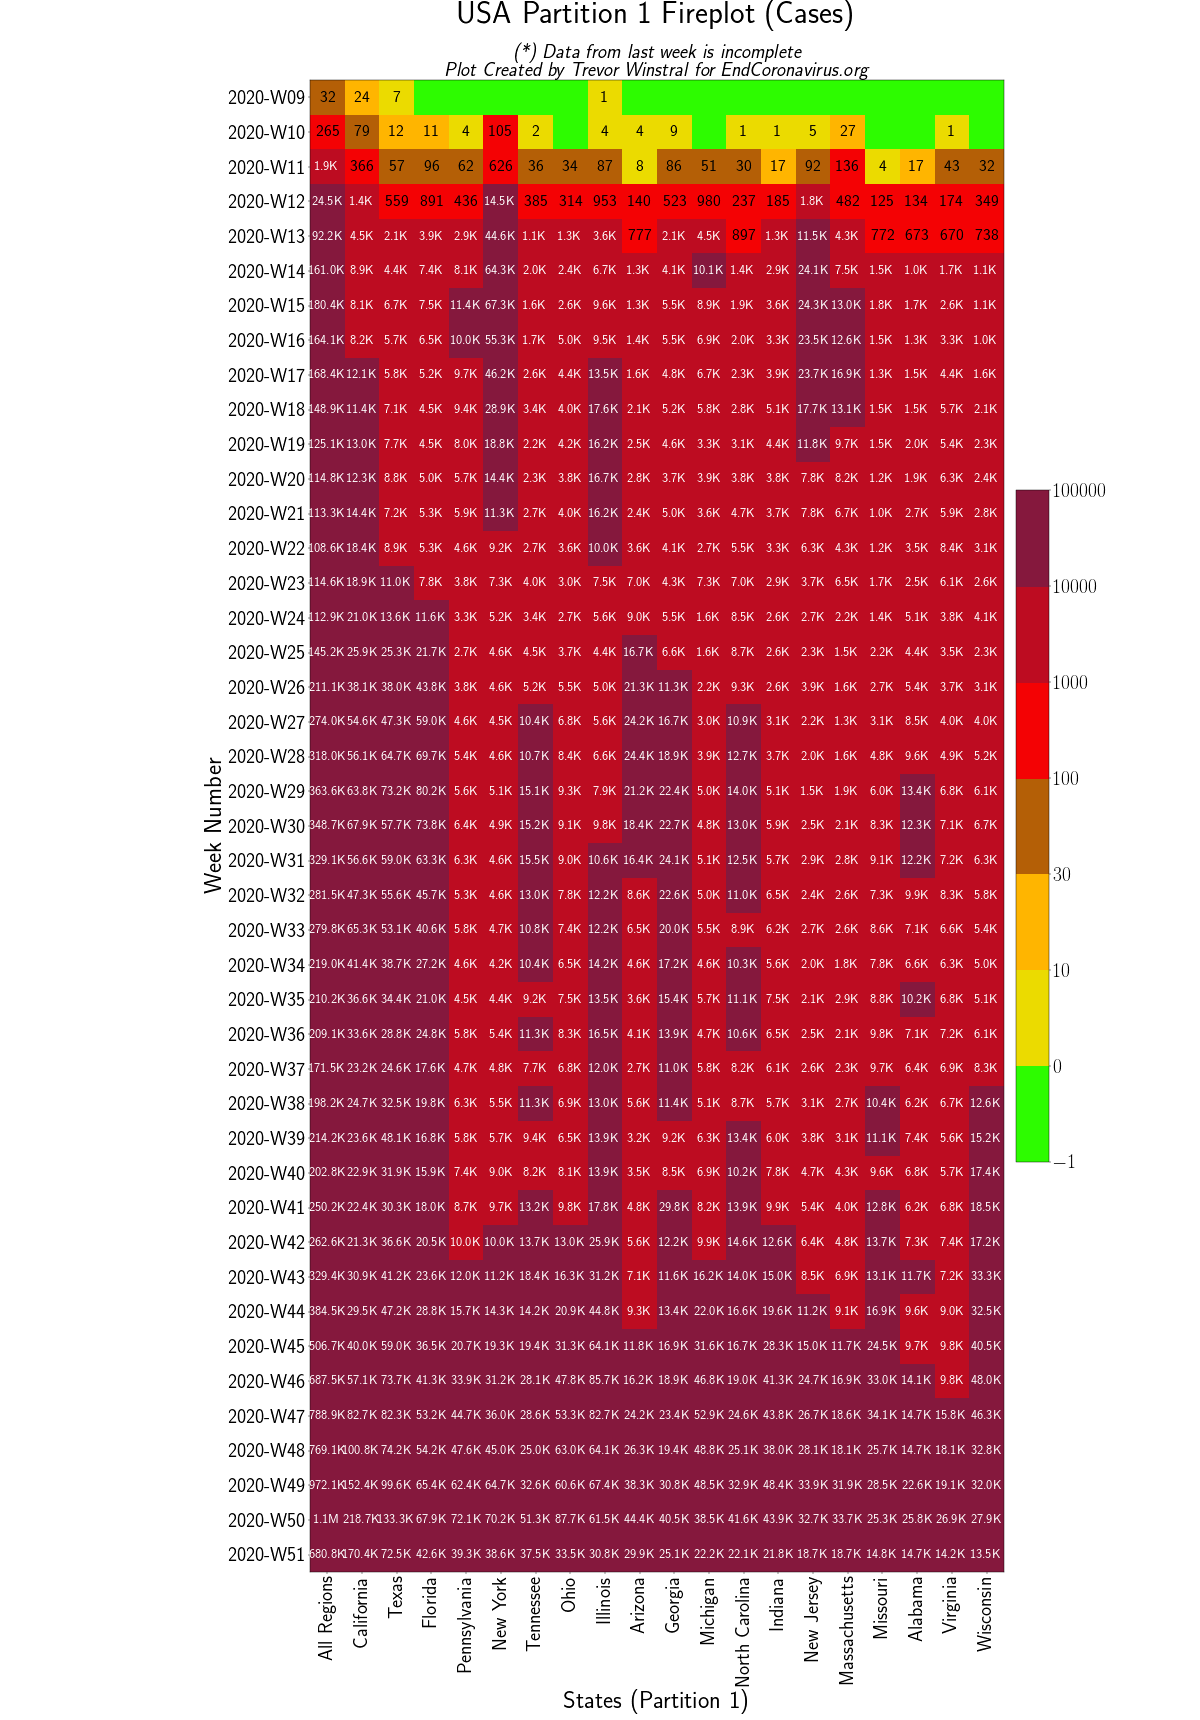 USA Partition 1 Fireplot (Cases)
(*) Data from last week is incomplete
Plot Created by Trevor Winstral for EndCoronavirus.org
2020-W09 32 24 7 1
2020-W10 265 79 12 11 4 105 2 4 4 9 1 1 5 27 1
2020-W11 1.9K 366 57 96 62 626 36 34 87 8 86 51 30 17 92 136 4 17 43 32
2020-W12 24.5K 1.4K 559 891 436 14.5K 385 314 953 140 523 980 237 185 1.8K 482 125 134 174 349
2020-W13 92.2K 4.5K 2.1K 3.9K 2.9K 44.6K 1.1K 1.3K 3.6K 777 2.1K 4.5K 897 1.3K 11.5K 4.3K 772 673 670 738
2020-W14 161.0K 8.9K 4.4K 7.4K 8.1K 64.3K 2.0K 2.4K 6.7K 1.3K 4.1K 10.1K 1.4K 2.9K 24.1K 7.5K 1.5K 1.0K 1.7K 1.1K
2020-W15 180.4K 8.1K 6.7K 7.5K 11.4K 67.3K 1.6K 2.6K 9.6K 1.3K 5.5K 8.9K 1.9K 3.6K 24.3K 13.0K 1.8K 1.7K 2.6K 1.1K
2020-W16 164.1K 8.2K 5.7K 6.5K 10.0K 55.3K 1.7K 5.0K 9.5K 1.4K 5.5K 6.9K 2.0K 3.3K 23.5K 12.6K 1.5K 1.3K 3.3K 1.0K
2020-W17 168.4K 12.1K 5.8K 5.2K 9.7K 46.2K 2.6K 4.4K 13.5K 1.6K 4.8K 6.7K 2.3K 3.9K 23.7K 16.9K 1.3K 1.5K 4.4K 1.6K
2020-W18 148.9K 11.4K 7.1K 4.5K 9.4K 28.9K 3.4K 4.0K 17.6K 2.1K 5.2K 5.8K 2.8K 5.1K 17.7K 13.1K 1.5K 1.5K 5.7K 2.1K
2020-W19 125.1K 13.0K 7.7K 4.5K 8.0K 18.8K 2.2K 4.2K 16.2K 2.5K 4.6K 3.3K 3.1K 4.4K 11.8K 9.7K 1.5K 2.0K 5.4K 2.3K
2020-W20 114.8K 12.3K 8.8K 5.0K 5.7K 14.4K 2.3K 3.8K 16.7K 2.8K 3.7K 3.9K 3.8K 3.8K 7.8K 8.2K 1.2K 1.9K 6.3K 2.4K
2020-W21 113.3K 14.4K 7.2K 5.3K 5.9K 11.3K 2.7K 4.0K 16.2K 2.4K 5.0K 3.6K 4.7K 3.7K 7.8K 6.7K 1.0K 2.7K 5.9K 2.8K
2020-W22 108.6K 18.4K 8.9K 5.3K 4.6K 9.2K 2.7K 3.6K 10.0K 3.6K 4.1K 2.7K 5.5K 3.3K 6.3K 4.3K 1.2K 3.5K 8.4K 3.1K
2020-W23 114.6K 18.9K 11.0K 7.8K 3.8K 7.3K 4.0K 3.0K 7.5K 7.0K 4.3K 7.3K 7.0K 2.9K 3.7K 6.5K 1.7K 2.5K 6.1K 2.6K
2020-W24 112.9K 21.0K 13.6K 11.6K 3.3K 5.2K 3.4K 2.7K 5.6K 9.0K 5.5K 1.6K 8.5K 2.6K 2.7K 2.2K 1.4K 5.1K 3.8K 4.1K
2020-W25 145.2K 25.9K 25.3K 21.7K 2.7K 4.6K 4.5K 3.7K 4.4K 16.7K 6.6K 1.6K 8.7K 2.6K 2.3K 1.5K 2.2K 4.4K 3.5K 2.3K
2020-W26 211.1K 38.1K 38.0K 43.8K 3.8K 4.6K 5.2K 5.5K 5.0K 21.3K 11.3K 2.2K 9.3K 2.6K 3.9K 1.6K 2.7K 5.4K 3.7K 3.1K
2020-W27 274.0K 54.6K 47.3K 59.0K 4.6K 4.5K 10.4K 6.8K 5.6K 24.2K 16.7K 3.0K 10.9K 3.1K 2.2K 1.3K 3.1K 8.5K 4.0K 4.0K
2020-W28 318.0K 56.1K 64.7K 69.7K 5.4K 4.6K 10.7K 8.4K 6.6K 24.4K 18.9K 3.9K 12.7K 3.7K 2.0K 1.6K 4.8K 9.6K 4.9K 5.2K
2020-W29 363.6K 63.8K 73.2K 80.2K 5.6K 5.1K 15.1K 9.3K 7.9K 21.2K 22.4K 5.0K 14.0K 5.1K 1.5K 1.9K 6.0K 13.4K 6.8K 6.1K
2020-W30 348.7K 67.9K 57.7K 73.8K 6.4K 4.9K 15.2K 9.1K 9.8K 18.4K 22.7K 4.8K 13.0K 5.9K 2.5K 2.1K 8.3K 12.3K 7.1K 6.7K
2020-W31 329.1K 56.6K 59.0K 63.3K 6.3K 4.6K 15.5K 9.0K 10.6K 16.4K 24.1K 5.1K 12.5K 5.7K 2.9K 2.8K 9.1K 12.2K 7.2K 6.3K
2020-W32 281.5K 47.3K 55.6K 45.7K 5.3K 4.6K 13.0K 7.8K 12.2K 8.6K 22.6K 5.0K 11.0K 6.5K 2.4K 2.6K 7.3K 9.9K 8.3K 5.8K
2020-W33 279.8K 65.3K 53.1K 40.6K 5.8K 4.7K 10.8K 7.4K 12.2K 6.5K 20.0K 5.5K 8.9K 6.2K 2.7K 2.6K 8.6K 7.1K 6.6K 5.4K
2020-W34 219.0K 41.4K 38.7K 27.2K 4.6K 4.2K 10.4K 6.5K 14.2K 4.6K 17.2K 4.6K 10.3K 5.6K 2.0K 1.8K 7.8K 6.6K 6.3K 5.0K
2020-W35 210.2K 36.6K 34.4K 21.0K 4.5K 4.4K 9.2K 7.5K 13.5K 3.6K 15.4K 5.7K 11.1K 7.5K 2.1K 2.9K 8.8K 10.2K 6.8K 5.1K
2020-W36 209.1K 33.6K 28.8K 24.8K 5.8K 5.4K 11.3K 8.3K 16.5K 4.1K 13.9K 4.7K 10.6K 6.5K 2.5K 2.1K 9.8K 7.1K 7.2K 6.1K
2020-W37 171.5K 23.2K 24.6K 17.6K 4.7K 4.8K 7.7K 6.8K 12.0K 2.7K 11.0K 5.8K 8.2K 6.1K 2.6K 2.3K 9.7K 6.4K 6.9K 8.3K
2020-W38 198.2K 24.7K 32.5K 19.8K 6.3K 5.5K 11.3K 6.9K 13.0K 5.6K 11.4K 5.1K 8.7K 5.7K 3.1K 2.7K 10.4K 6.2K 6.7K 12.6K
2020-W39 214.2K 23.6K 48.1K 16.8K 5.8K 5.7K 9.4K 6.5K 13.9K 3.2K 9.2K 6.3K 13.4K 6.0K 3.8K 3.1K 11.1K 7.4K 5.6K 15.2K
2020-W40 202.8K 22.9K 31.9K 15.9K 7.4K 9.0K 8.2K 8.1K 13.9K 3.5K 8.5K 6.9K 10.2K 7.8K 4.7K 4.3K 9.6K 6.8K 5.7K 17.4K
2020-W41 250.2K 22.4K 30.3K 18.0K 8.7K 9.7K 13.2K 9.8K 17.8K 4.8K 29.8K 8.2K 13.9K 9.9K 5.4K 4.0K 12.8K 6.2K 6.8K 18.5K
2020-W42 262.6K 21.3K 36.6K 20.5K 10.0K 10.0K 13.7K 13.0K 25.9K 5.6K 12.2K 9.9K 14.6K 12.6K 6.4K 4.8K 13.7K 7.3K 7.4K 17.2K
2020-W43 329.4K 30.9K 41.2K 23.6K 12.0K 11.2K 18.4K 16.3K 31.2K 7.1K 11.6K 16.2K 14.0K 15.0K 8.5K 6.9K 13.1K 11.7K 7.2K 33.3K
2020-W44 384.5K 29.5K 47.2K 28.8K 15.7K 14.3K 14.2K 20.9K 44.8K 9.3K 13.4K 22.0K 16.6K 19.6K 11.2K 9.1K 16.9K 9.6K 9.0K 32.5K
2020-W45 506.7K 40.0K 59.0K 36.5K 20.7K 19.3K 19.4K 31.3K 64.1K 11.8K 16.9K 31.6K 16.7K 28.3K 15.0K 11.7K 24.5K 9.7K 9.8K 40.5K
2020-W46 687.5K 57.1K 73.7K 41.3K 33.9K 31.2K 28.1K 47.8K 85.7K 16.2K 18.9K 46.8K 19.0K 41.3K 24.7K 16.9K 33.0K 14.1K 9.8K 48.0K
2020-W47 788.9K 82.7K 82.3K 53.2K 44.7K 36.0K 28.6K 53.3K 82.7K 24.2K 23.4K 52.9K 24.6K 43.8K 26.7K 18.6K 34.1K 14.7K 15.8K 46.3K
2020-W48 769.1K 100.8K 74.2K 54.2K 47.6K 45.0K 25.0K 63.0K 64.1K 26.3K 19.4K 48.8K 25.1K 38.0K 28.1K 18.1K 25.7K 14.7K 18.1K 32.8K
2020-W49 972.1K 152.4K 99.6K 65.4K 62.4K 64.7K 32.6K 60.6K 67.4K 38.3K 30.8K 48.5K 32.9K 48.4K 33.9K 31.9K 28.5K 22.6K 19.1K 32.0K
2020-W50 1.1M 218.7K 133.3K 67.9K 72.1K 70.2K 51.3K 87.7K 61.5K 44.4K 40.5K 38.5K 41.6K 43.9K 32.7K 33.7K 25.3K 25.8K 26.9K 27.9K
2020-W51 680.8K 170.4K 72.5K 42.6K 39.3K 38.6K 37.5K 33.5K 30.8K 29.9K 25.1K 22.2K 22.1K 21.8K 18.7K 18.7K 14.8K 14.7K 14.2K 13.5K
Week Number
All Regions
California
Texas
Florida
Pennsylvania
New York
Tennessee
Ohio
Illinois
Arizona
Georgia
Michigan
North Carolina
Indiana
New Jersey
Massachusetts
Missouri
Alabama
Virginia
Wisconsin
States (Partition 1)
100000
10000
1000
100
30
10
0
−1